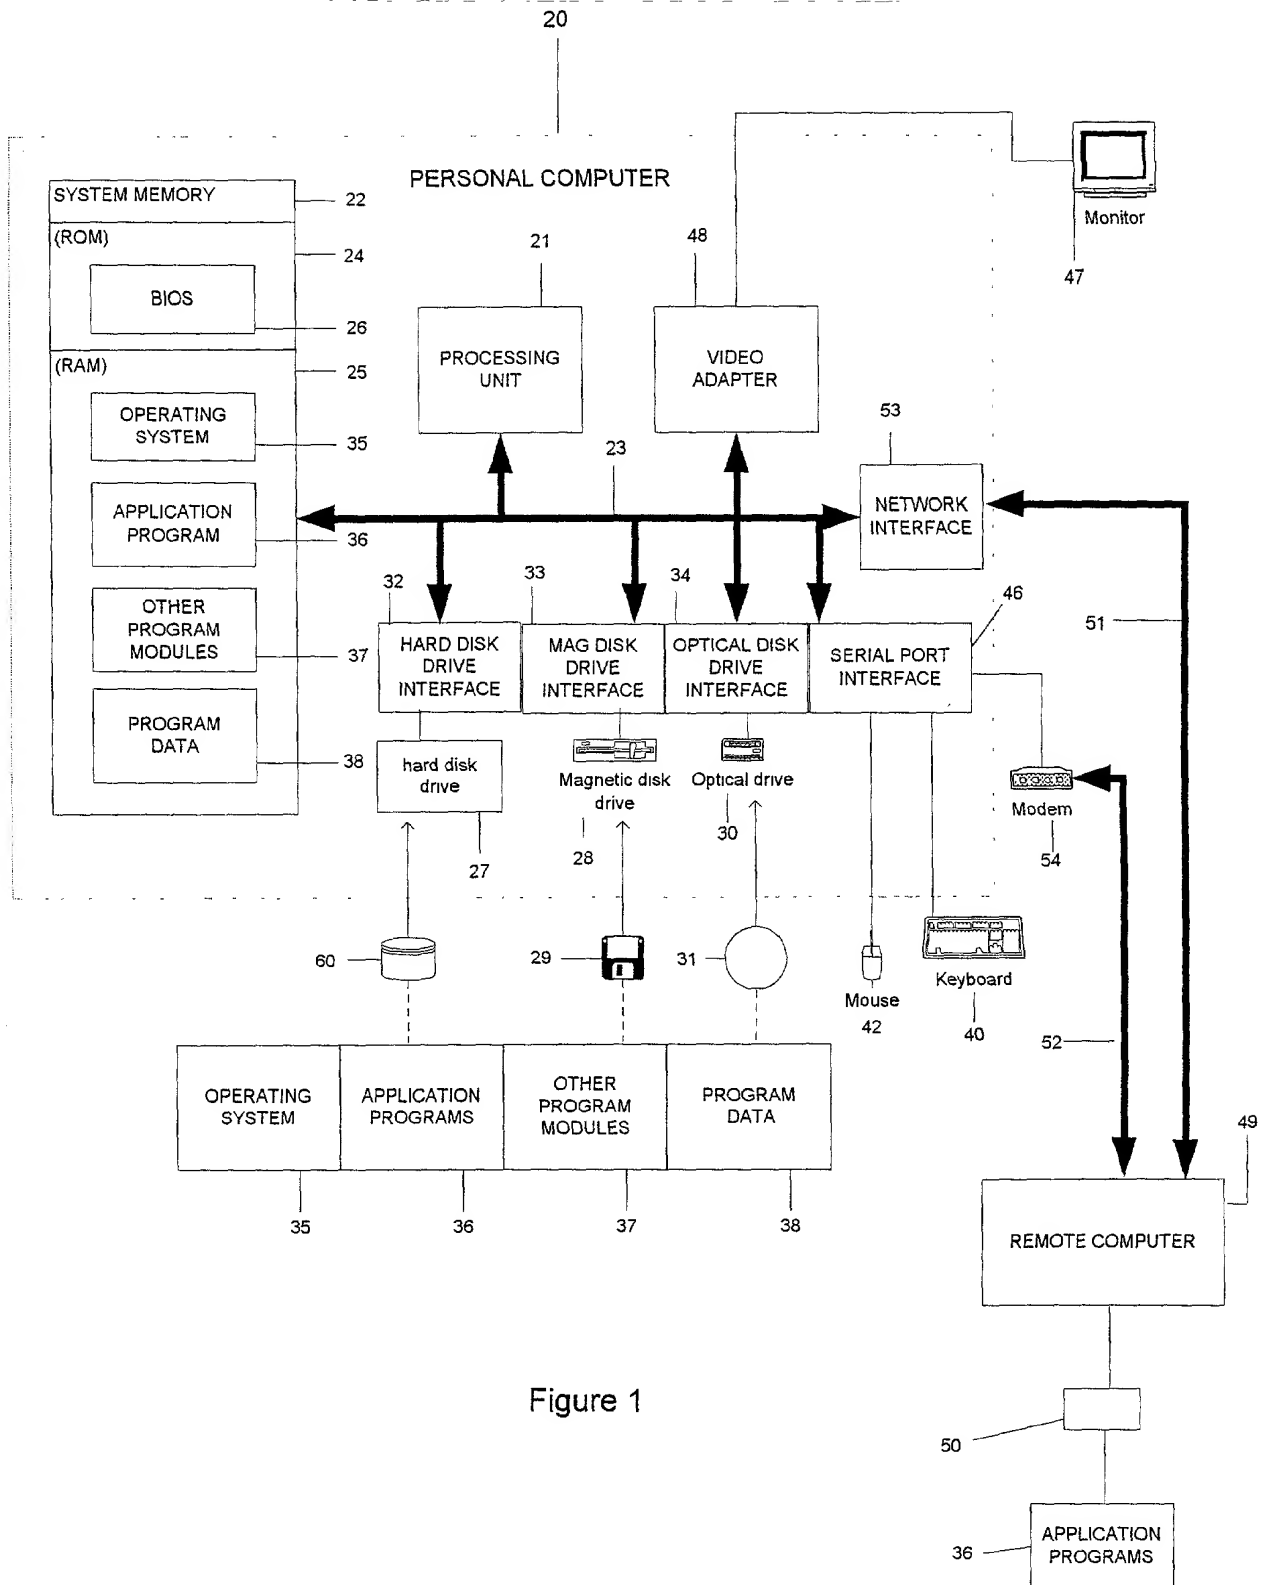 20
PERSONAL COMPUTER
SYSTEM MEMORY
22
(ROM)
24
BIOS
26
(RAM)
25
OPERATING
SYSTEM
35
APPLICATION
PROGRAM
36
OTHER
PROGRAM
MODULES
37
PROGRAM
DATA
38
21
PROCESSING
UNIT
48
VIDEO
ADAPTER
Monitor
47
53
NETWORK
INTERFACE
23
32
HARD DISK
DRIVE
INTERFACE
33
MAG DISK
DRIVE
INTERFACE
34
OPTICAL DISK
DRIVE
INTERFACE
46
SERIAL PORT
INTERFACE
51
hard disk
drive
27
Magnetic disk
drive
28
Optical drive
30
Modem
54
60
29
31
Mouse
42
Keyboard
40
52
OPERATING
SYSTEM
APPLICATION
PROGRAMS
OTHER
PROGRAM
MODULES
PROGRAM
DATA
35
36
37
38
49
REMOTE COMPUTER
50
36
APPLICATION
PROGRAMS
Figure 1